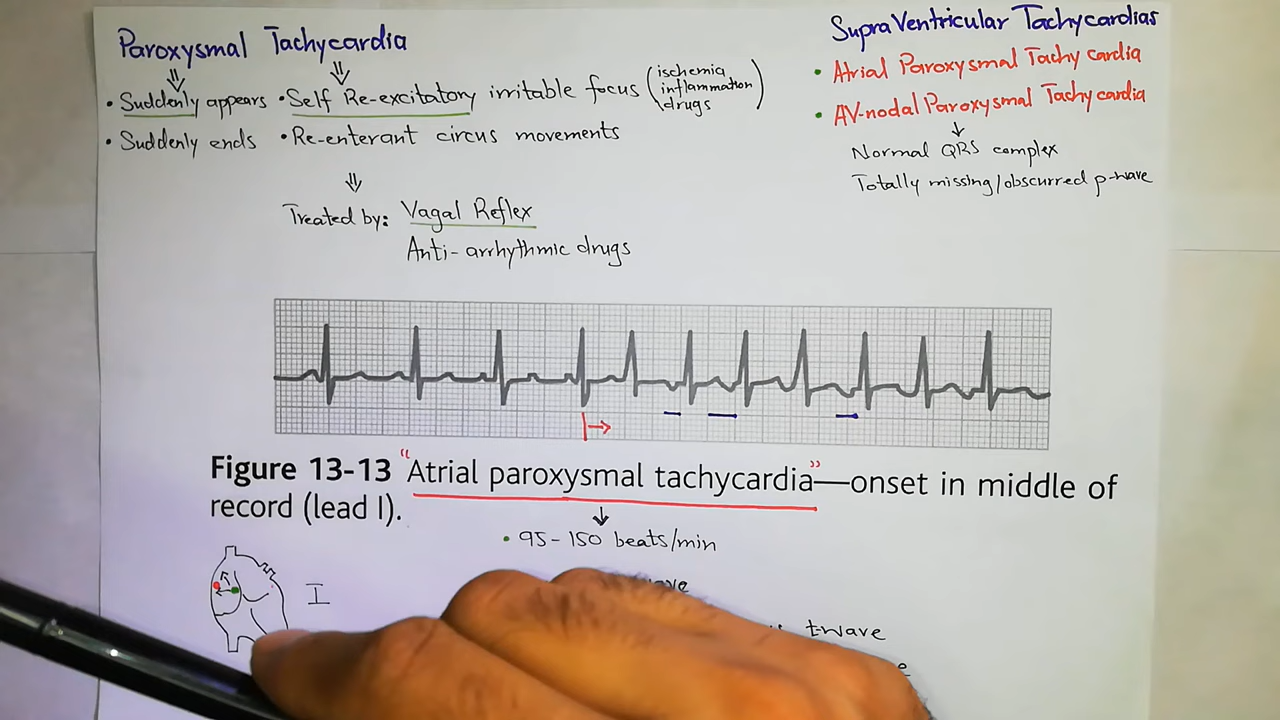 Paroxysmal Tachycardia
• Suddenly appears
• Suddenly ends
• Self Re-excitatory irritable focus (ischemia
inflammation
drugs)
• Re-enterant circus movements
Treated by: Vagal Reflex
Anti-arrhythmic drugs
SupraVentricular Tachycardias
• Atrial Paroxysmal Tachycardia
• AV-nodal Paroxysmal Tachycardia
Normal QRS complex
Totally missing/obscurred p-wave
Figure 13-13 "Atrial paroxysmal tachycardia"—onset in middle of
record (lead I).
• 95-150 beats/min
I
twave